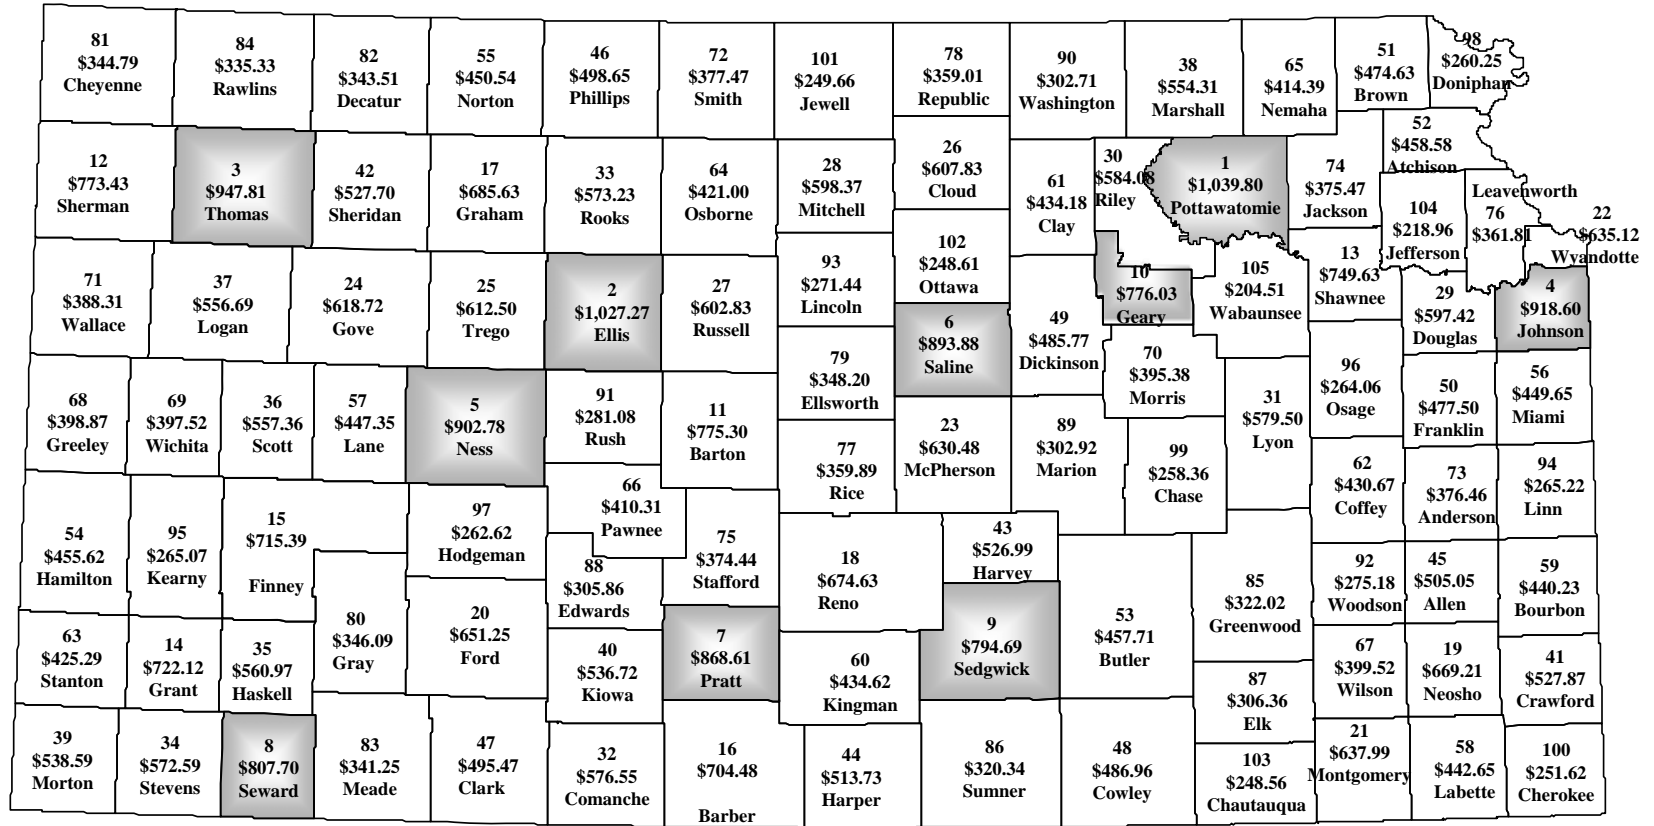 81
$344.79
Cheyenne
84
$335.33
Rawlins
82
$343.51
Decatur
55
$450.54
Norton
46
$498.65
Phillips
72
$377.47
Smith
101
$249.66
Jewell
78
$359.01
Republic
90
$302.71
Washington
38
$554.31
Marshall
65
$414.39
Nemaha
51
$474.63
Brown
98
$260.25
Doniphan
12
$773.43
Sherman
3
$947.81
Thomas
42
$527.70
Sheridan
17
$685.63
Graham
33
$573.23
Rooks
64
$421.00
Osborne
28
$598.37
Mitchell
26
$607.83
Cloud
61
$434.18
Clay
30
$584.08
Riley
1
$1,039.80
Pottawatomie
74
$375.47
Jackson
52
$458.58
Atchison
104
$218.96
Jefferson
Leavenworth
76
$361.81
22
$635.12
Wyandotte
71
$388.31
Wallace
37
$556.69
Logan
24
$618.72
Gove
25
$612.50
Trego
2
$1,027.27
Ellis
27
$602.83
Russell
93
$271.44
Lincoln
102
$248.61
Ottawa
6
$893.88
Saline
49
$485.77
Dickinson
10
$776.03
Geary
105
$204.51
Wabaunsee
13
$749.63
Shawnee
29
$597.42
Douglas
4
$918.60
Johnson
68
$398.87
Greeley
69
$397.52
Wichita
36
$557.36
Scott
57
$447.35
Lane
5
$902.78
Ness
91
$281.08
Rush
11
$775.30
Barton
79
$348.20
Ellsworth
77
$359.89
Rice
23
$630.48
McPherson
89
$302.92
Marion
70
$395.38
Morris
99
$258.36
Chase
31
$579.50
Lyon
96
$264.06
Osage
50
$477.50
Franklin
56
$449.65
Miami
54
$455.62
Hamilton
95
$265.07
Kearny
15
$715.39
Finney
97
$262.62
Hodgeman
66
$410.31
Pawnee
88
$305.86
Edwards
75
$374.44
Stafford
18
$674.63
Reno
43
$526.99
Harvey
62
$430.67
Coffey
73
$376.46
Anderson
94
$265.22
Linn
63
$425.29
Stanton
14
$722.12
Grant
35
$560.97
Haskell
80
$346.09
Gray
20
$651.25
Ford
40
$536.72
Kiowa
7
$868.61
Pratt
60
$434.62
Kingman
9
$794.69
Sedgwick
53
$457.71
Butler
85
$322.02
Greenwood
92
$275.18
Woodson
45
$505.05
Allen
59
$440.23
Bourbon
87
$306.36
Elk
67
$399.52
Wilson
19
$669.21
Neosho
41
$527.87
Crawford
39
$538.59
Morton
34
$572.59
Stevens
8
$807.70
Seward
83
$341.25
Meade
47
$495.47
Clark
32
$576.55
Comanche
16
$704.48
Barber
44
$513.73
Harper
86
$320.34
Sumner
48
$486.96
Cowley
103
$248.56
Chautauqua
21
$637.99
Montgomery
58
$442.65
Labette
100
$251.62
Cherokee